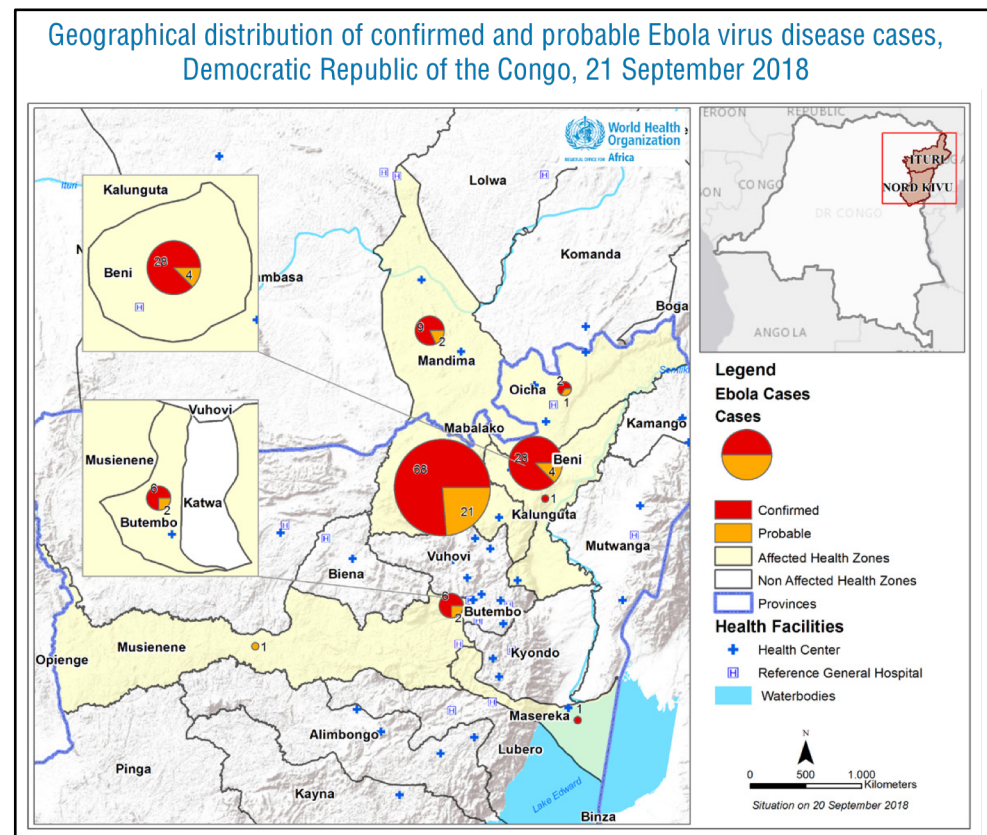 Geographical distribution of confirmed and probable Ebola virus disease cases,
Democratic Republic of the Congo, 21 September 2018
World Health
Organization
REGIONAL OFFICE FOR Africa
Lolwa
Komanda
Boga
Mandima
9
2
Oicha
2
1
Kamango
Mabalako
68
21
Beni
4
Kalunguta
1
Mutwanga
Vuhovi
Biena
Butembo
6
2
Kyondo
Musienene
1
Opienge
Masereka
1
Alimbongo
Lubero
Pinga
Kayna
Lake Edward
Binza
Kalunguta
Beni
4
Vuhovi
Musienene
6
2
Katwa
Butembo
REPUBLIC
CONGO
ITURI
NORD KIVU
DR CONGO
ANGOLA
Legend
Ebola Cases
Cases
Confirmed
Probable
Affected Health Zones
Non Affected Health Zones
Provinces
Health Facilities
Health Center
Reference General Hospital
Waterbodies
N
0 500 1.000
Kilometers
Situation on 20 September 2018